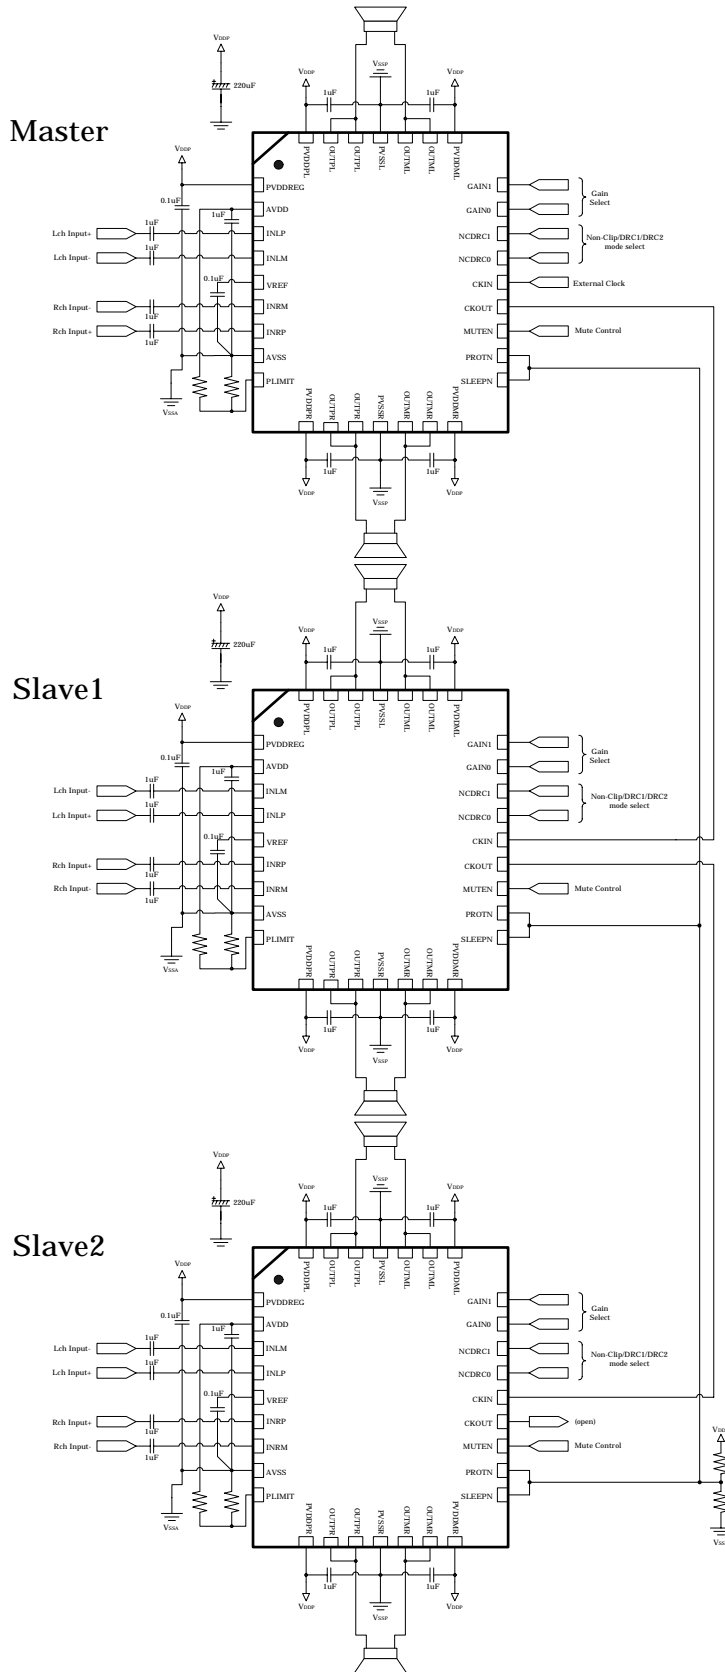 VDDP
220uF
VDDP
VSSP
VDDP
1uF
1uF
Master
PVDDPL
OUTPL
OUTPL
PVSSL
OUTML
OUTML
PVDDML
VDDP
0.1uF
1uF
PVDDREG
AVDD
Lch Input+
1uF
INLP
Lch Input-
1uF
INLM
0.1uF
VREF
Rch Input-
1uF
INRM
Rch Input+
1uF
INRP
AVSS
PLIMIT
VSSA
GAIN1
GAIN0
Gain
Select
NCDRC1
NCDRC0
Non-Clip/DRC1/DRC2
mode select
CKIN
External Clock
CKOUT
MUTEN
Mute Control
PROTN
SLEEPN
PVDDPR
OUTPR
OUTPR
PVSSR
OUTMR
OUTMR
PVDDMR
1uF
1uF
VDDP
VSSP
VDDP
VDDP
220uF
VDDP
VSSP
VDDP
1uF
1uF
Slave1
PVDDPL
OUTPL
OUTPL
PVSSL
OUTML
OUTML
PVDDML
VDDP
0.1uF
1uF
PVDDREG
AVDD
Lch Input-
1uF
INLM
Lch Input+
1uF
INLP
0.1uF
VREF
Rch Input+
1uF
INRP
Rch Input-
1uF
INRM
AVSS
PLIMIT
VSSA
GAIN1
GAIN0
Gain
Select
NCDRC1
NCDRC0
Non-Clip/DRC1/DRC2
mode select
CKIN
CKOUT
MUTEN
Mute Control
PROTN
SLEEPN
PVDDPR
OUTPR
OUTPR
PVSSR
OUTMR
OUTMR
PVDDMR
1uF
1uF
VDDP
VSSP
VDDP
VDDP
220uF
VDDP
VSSP
VDDP
1uF
1uF
Slave2
PVDDPL
OUTPL
OUTPL
PVSSL
OUTML
OUTML
PVDDML
VDDP
0.1uF
1uF
PVDDREG
AVDD
Lch Input-
1uF
INLM
Lch Input+
1uF
INLP
0.1uF
VREF
Rch Input+
1uF
INRP
Rch Input-
1uF
INRM
AVSS
PLIMIT
VSSA
GAIN1
GAIN0
Gain
Select
NCDRC1
NCDRC0
Non-Clip/DRC1/DRC2
mode select
CKIN
CKOUT
(open)
MUTEN
Mute Control
PROTN
SLEEPN
PVDDPR
OUTPR
OUTPR
PVSSR
OUTMR
OUTMR
PVDDMR
1uF
1uF
VDDP
VSSP
VDDP